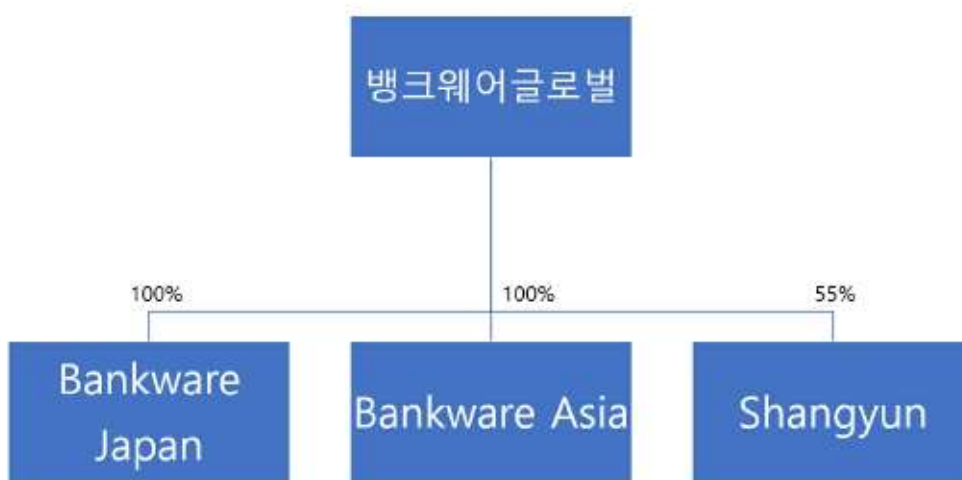 뱅크웨어글로벌
100%
100%
55%
Bankware
Japan
Bankware Asia
Shangyun